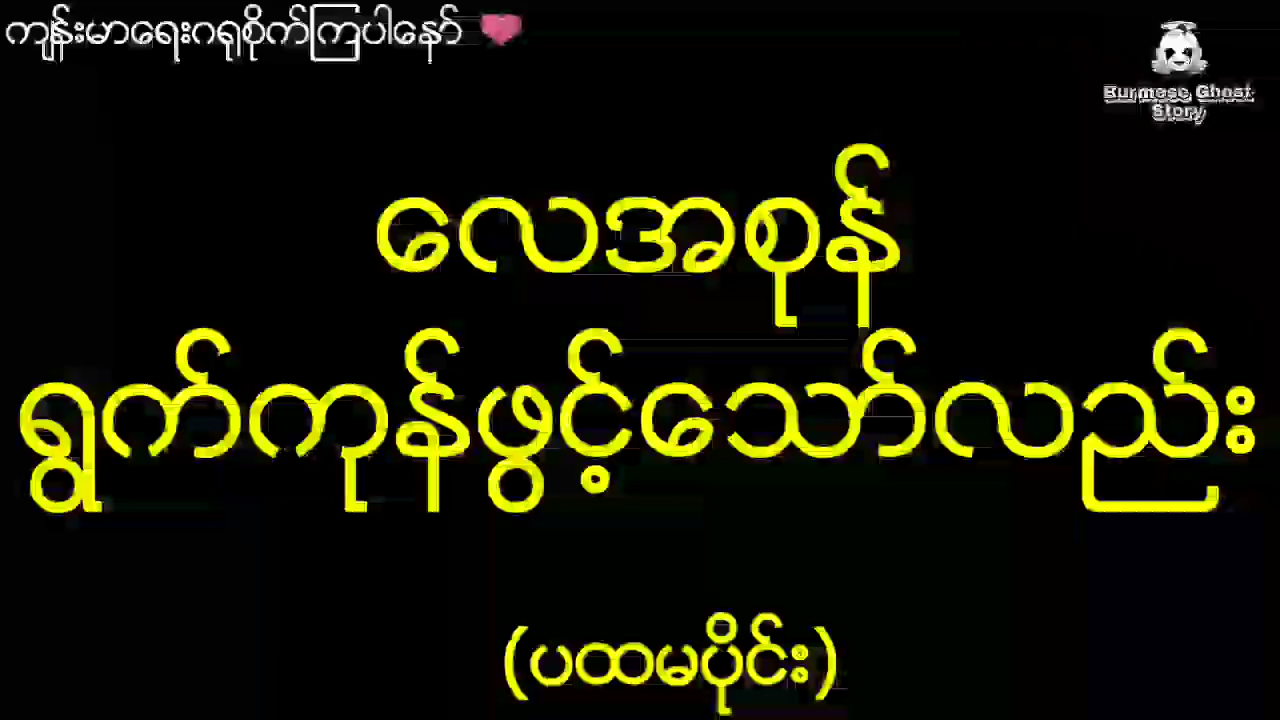 ကျန်းမာရေးဂရုစိုက်ကြပါနော် ❤
Burmese Ghost
Story
လေအစုန်
ရွက်ကုန်ဖွင့်သော်လည်း
(ပထမပိုင်း)